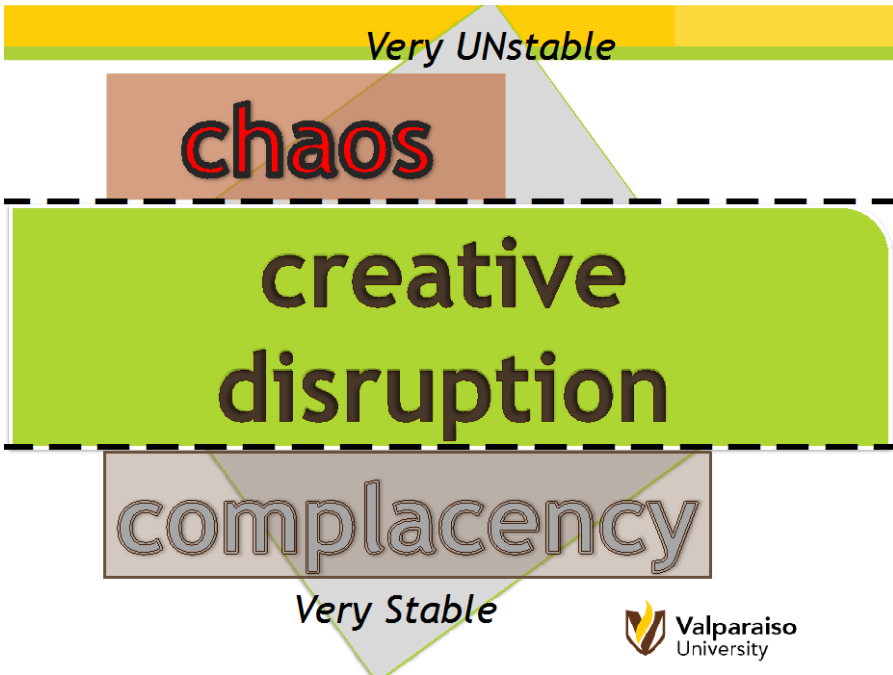 Very UNstable
chaos
creative
disruption
complacency
Very Stable
Valparaiso
University